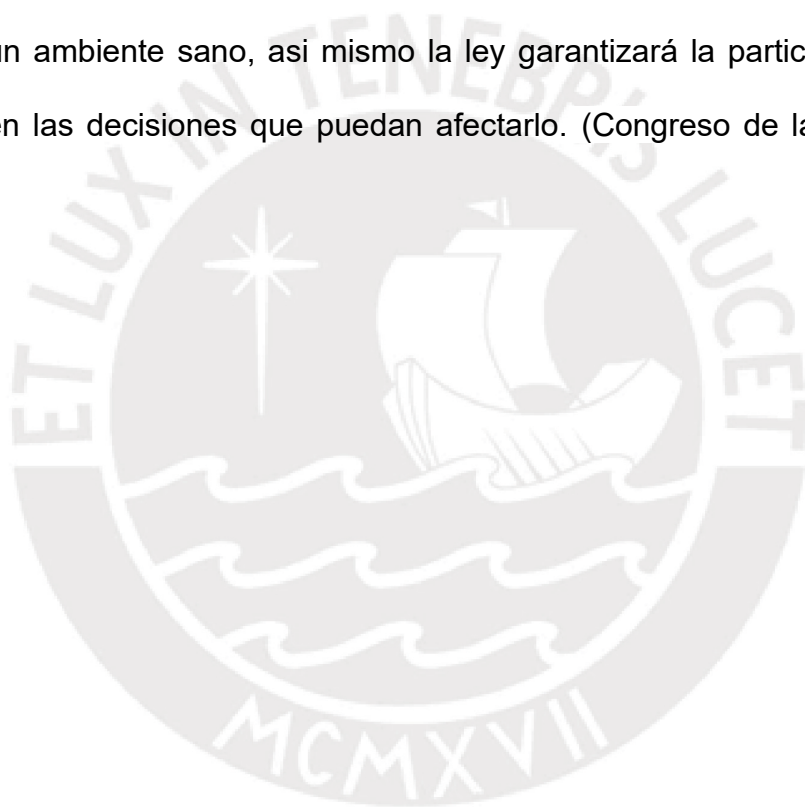 un ambiente sano, asi mismo la ley garantizará la partic
en las decisiones que puedan afectarlo. (Congreso de la
ET LUX IN TENEBRIS LUCET
MCMXVII